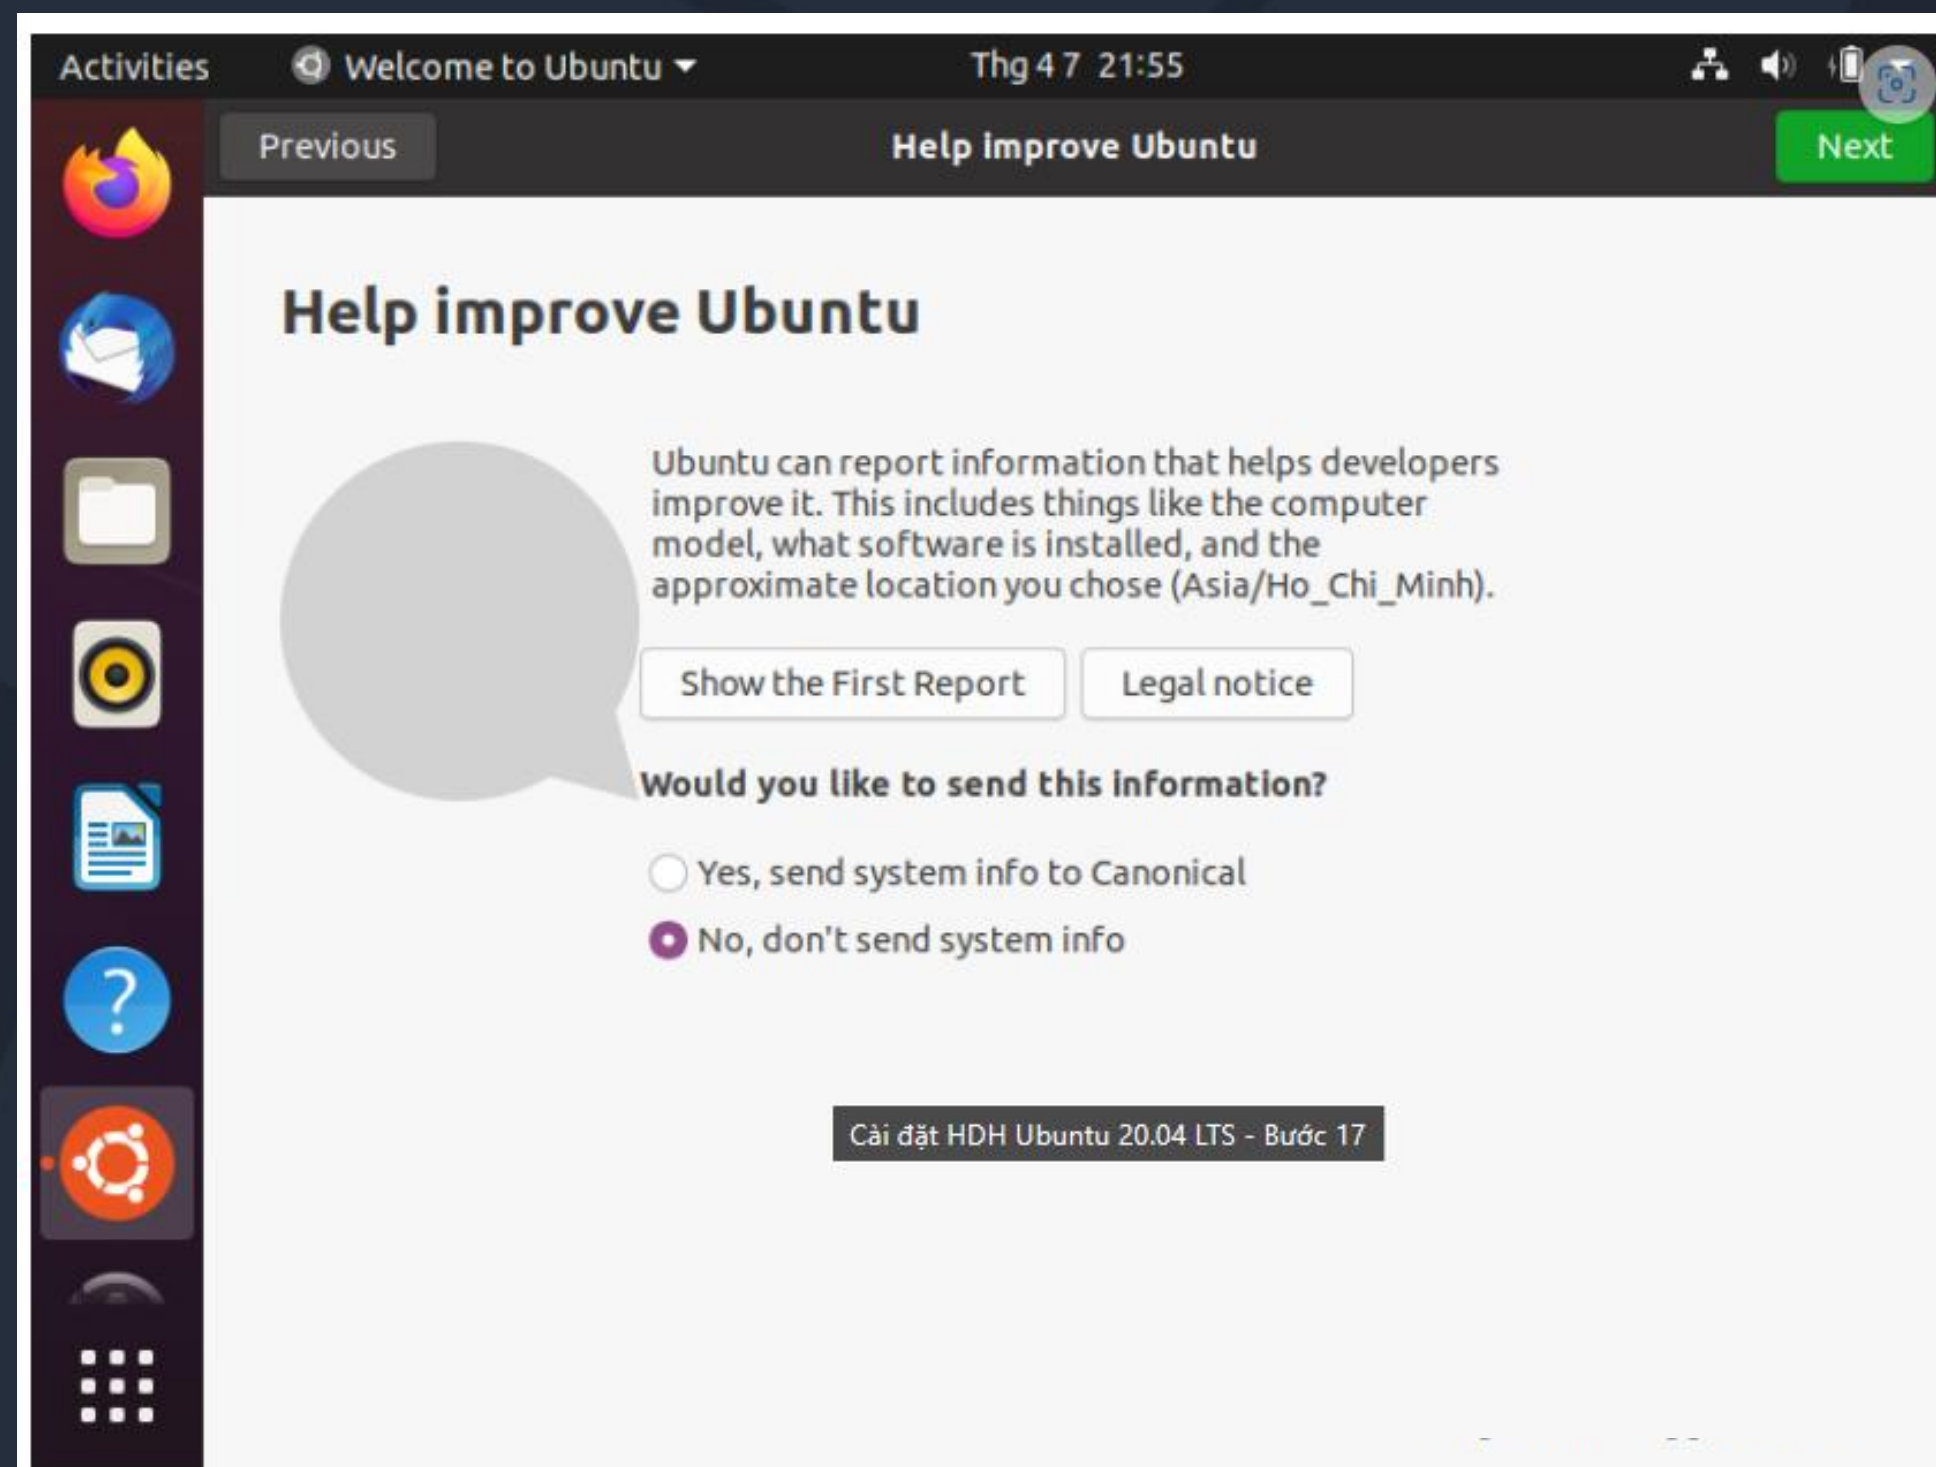 Activities
Welcome to Ubuntu
Thg 4 7 21:55
Previous
Help improve Ubuntu
Next
Help improve Ubuntu
Ubuntu can report information that helps developers
improve it. This includes things like the computer
model, what software is installed, and the
approximate location you chose (Asia/Ho_Chi_Minh).
Show the First Report
Legal notice
Would you like to send this information?
Yes, send system info to Canonical
No, don't send system info
Cài đặt HDH Ubuntu 20.04 LTS - Bước 17